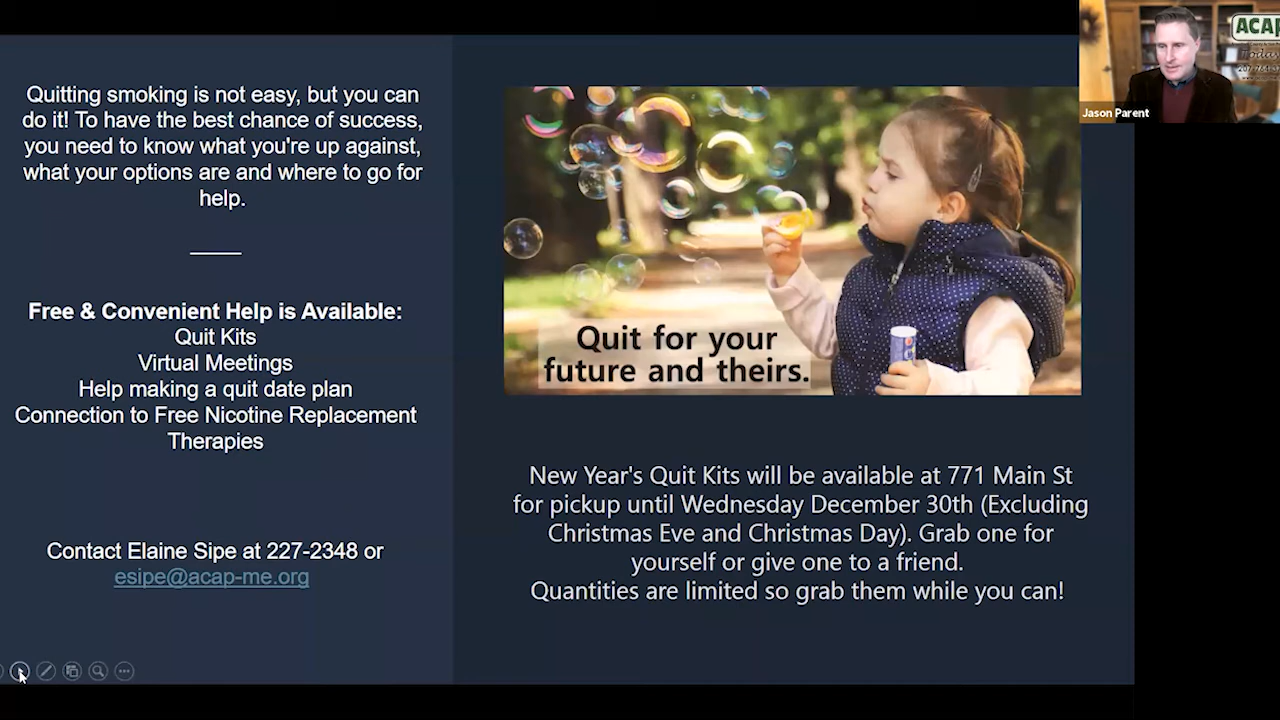 Quitting smoking is not easy, but you can
do it! To have the best chance of success,
you need to know what you're up against,
what your options are and where to go for
help.
Free & Convenient Help is Available:
Quit Kits
Virtual Meetings
Help making a quit date plan
Connection to Free Nicotine Replacement
Therapies
Contact Elaine Sipe at 227-2348 or
esipe@acap-me.org
Quit for your
future and theirs.
New Year's Quit Kits will be available at 771 Main St
for pickup until Wednesday December 30th (Excluding
Christmas Eve and Christmas Day). Grab one for
yourself or give one to a friend.
Quantities are limited so grab them while you can!
ACAP
Today
Jason Parent